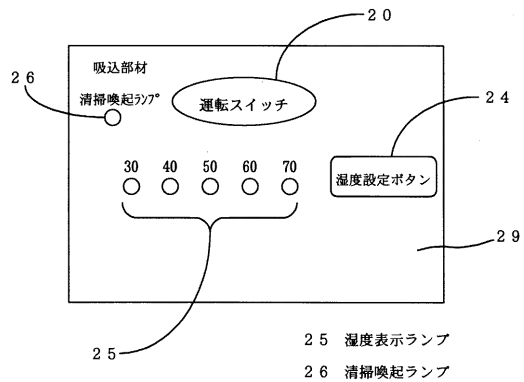 20
26
吸込部材
清掃喚起ランプ
運転スイッチ
24
30 40 50 60 70
湿度設定ボタン
29
25
25 湿度表示ランプ
26 清掃喚起ランプ